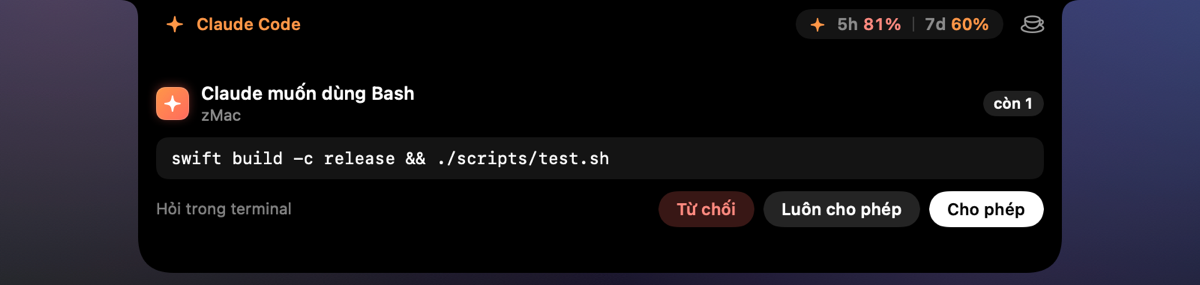 Claude Code
5h 81% | 7d 60%
Claude muốn dùng Bash
zMac
còn 1
swift build -c release && ./scripts/test.sh
Hỏi trong terminal
Từ chối
Luôn cho phép
Cho phép